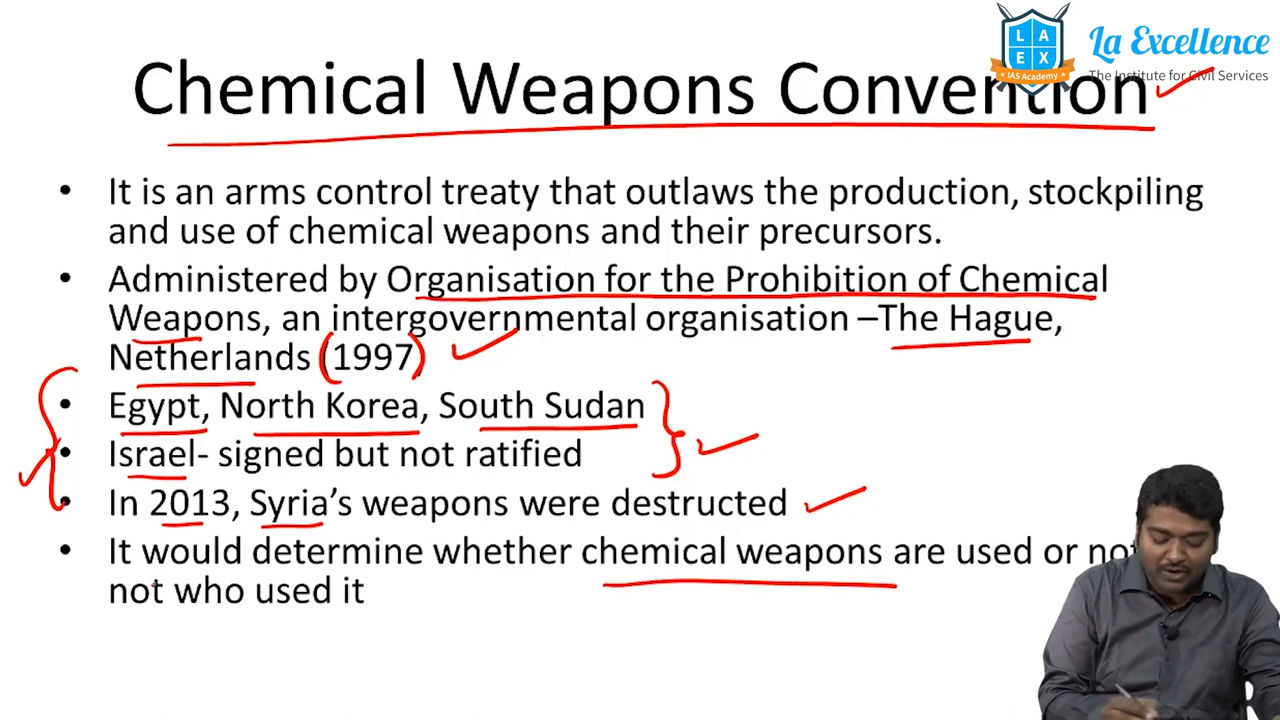 L A
E X
IAS Academy
La Excellence
The Institute for Civil Services
Chemical Weapons Convention
• It is an arms control treaty that outlaws the production, stockpiling
and use of chemical weapons and their precursors.
• Administered by Organisation for the Prohibition of Chemical
Weapons, an intergovernmental organisation –The Hague,
Netherlands (1997)
• Egypt, North Korea, South Sudan
• Israel- signed but not ratified
• In 2013, Syria’s weapons were destructed
• It would determine whether chemical weapons are used or not
not who used it